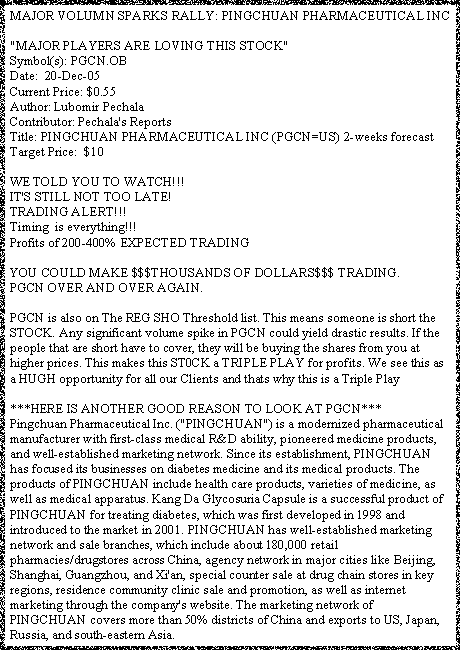 MAJOR VOLUMN SPARKS RALLY: PINGCHUAN PHARMACEUTICAL INC
"MAJOR PLAYERS ARE LOVING THIS STOCK"
Symbol(s): PGCN.OB
Date:  20-Dec-05
Current Price: $0.55
Author: Lubomir Pechala
Contributor: Pechala's Reports
Title: PINGCHUAN PHARMACEUTICAL INC (PGCN=US) 2-weeks forecast
Target Price:  $10
WE TOLD YOU TO WATCH!!!
IT'S STILL NOT TOO LATE!
TRADING ALERT!!!
Timing  is everything!!!
Profits of 200-400% EXPECTED TRADING
YOU COULD MAKE $$$THOUSANDS OF DOLLARS$$$ TRADING.
PGCN OVER AND OVER AGAIN.
PGCN is also on The REG SHO Threshold list. This means someone is short the
STOCK. Any significant volume spike in PGCN could yield drastic results. If the
people that are short have to cover, they will be buying the shares from you at
higher prices. This makes this ST0CK a TRIPLE PLAY for profits. We see this as
a HUGH opportunity for all our Clients and thats why this is a Triple Play
***HERE IS ANOTHER GOOD REASON TO LOOK AT PGCN***
Pingchuan Pharmaceutical Inc. ("PINGCHUAN") is a modernized pharmaceutical
manufacturer with first-class medical R&D ability, pioneered medicine products,
and well-established marketing network. Since its establishment, PINGCHUAN
has focused its businesses on diabetes medicine and its medical products. The
products of PINGCHUAN include health care products, varieties of medicine, as
well as medical apparatus. Kang Da Glycosuria Capsule is a successful product of
PINGCHUAN for treating diabetes, which was first developed in 1998 and
introduced to the market in 2001. PINGCHUAN has well-established marketing
network and sale branches, which include about 180,000 retail
pharmacies/drugstores across China, agency network in major cities like Beijing,
Shanghai, Guangzhou, and Xi'an, special counter sale at drug chain stores in key
regions, residence community clinic sale and promotion, as well as internet
marketing through the company's website. The marketing network of
PINGCHUAN covers more than 50% districts of China and exports to US, Japan,
Russia, and south-eastern Asia.